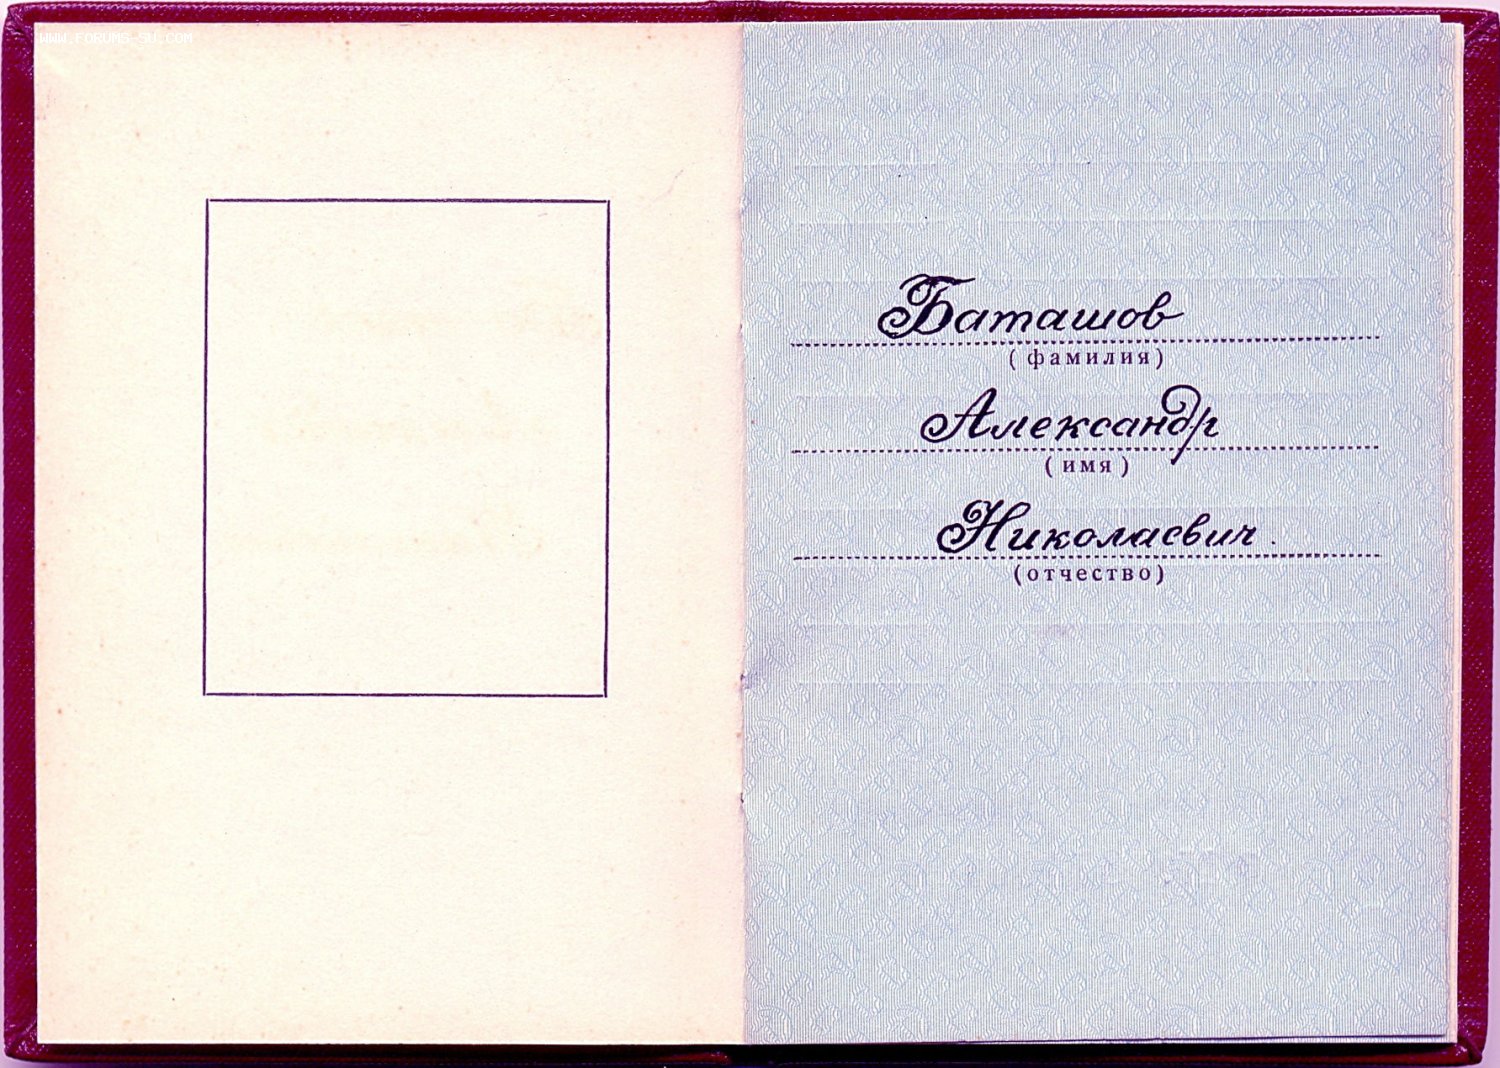 WWW.FORUMS-SU.COM
Баташов
(фамилия)
Александр
(имя)
Николаевич.
(отчество)